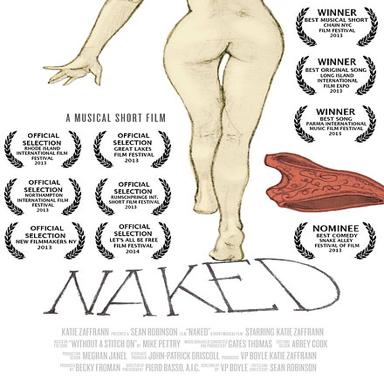 WINNER
BEST MUSICAL SHORT
CHAIN NYC
FILM FESTIVAL
2013
WINNER
BEST ORIGINAL SONG
LONG ISLAND
INTERNATIONAL
FILM EXPO
2013
WINNER
BEST SONG
PARMA INTERNATIONAL
MUSIC FILM FESTIVAL
2013
A MUSICAL SHORT FILM
OFFICIAL
SELECTION
RHODE ISLAND
INTERNATIONAL FILM
FESTIVAL
2013
OFFICIAL
SELECTION
GREAT LAKES
FILM FESTIVAL
2013
OFFICIAL
SELECTION
NORTHAMPTON
INTERNATIONAL FILM
FESTIVAL
2013
OFFICIAL
SELECTION
RUMSCHPRINGE INT.
SHORT FILM FESTIVAL
2013
OFFICIAL
SELECTION
NEW FILMMAKERS NY
2013
OFFICIAL
SELECTION
LET'S ALL BE FREE
FILM FESTIVAL
2014
NOMINEE
BEST COMEDY
SNAKE ALLEY
FESTIVAL OF FILM
2013
NAKED
KATIE ZAFFRANN PRESENTS A SEAN ROBINSON FILM "NAKED" A SHORT MUSICAL FILM STARRING KATIE ZAFFRANN
"WITHOUT A STITCH ON" BY MIKE PETTRY GATES THOMAS ABBEY COOK
MEGHAN JANEL JOHN-PATRICK DRISCOLL VP BOYLE KATIE ZAFFRANN
BECKY FROMAN PIERO BASSO, A.I.C. VP BOYLE SEAN ROBINSON